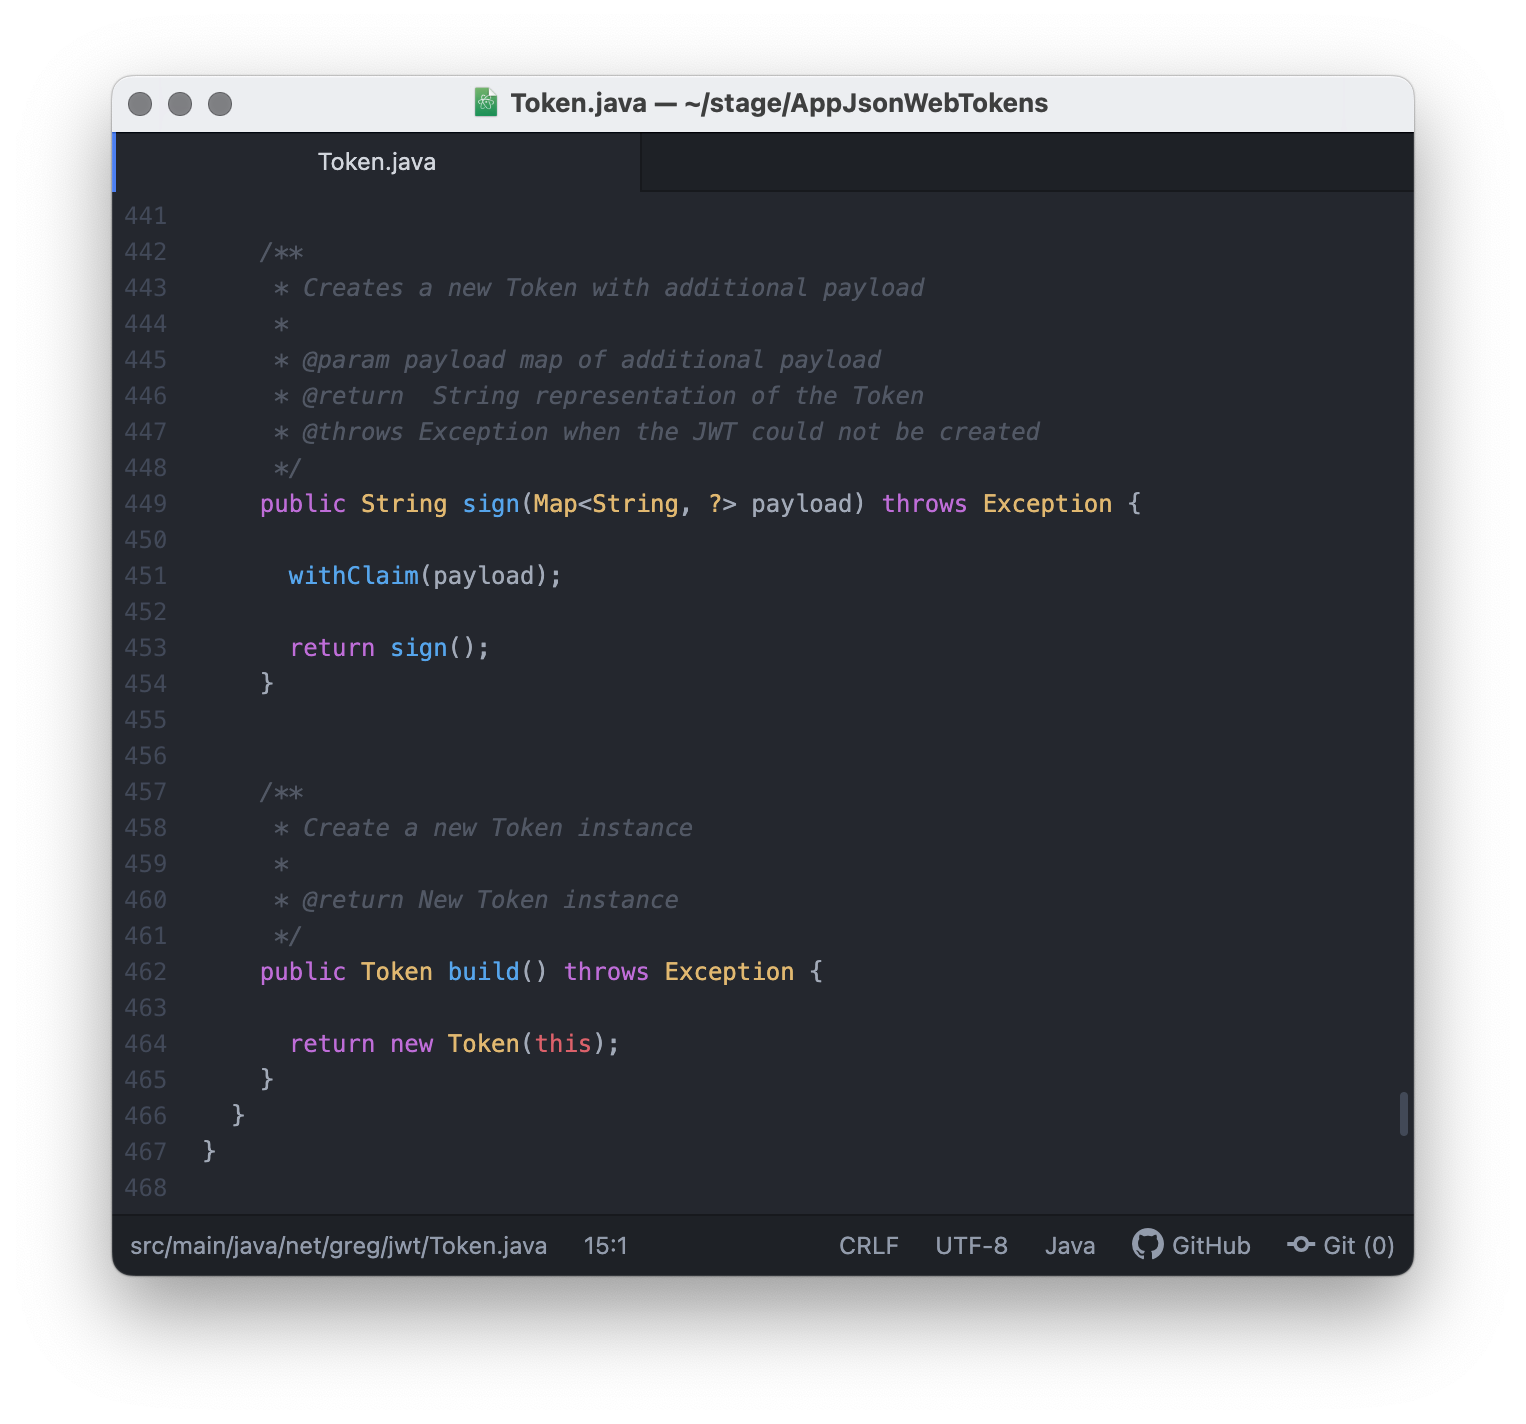 Token.java — ~/stage/AppJsonWebTokens
Token.java
441
442 /**
443 * Creates a new Token with additional payload
444 *
445 * @param payload map of additional payload
446 * @return  String representation of the Token
447 * @throws Exception when the JWT could not be created
448 */
449 public String sign(Map<String, ?> payload) throws Exception {
450
451 withClaim(payload);
452
453 return sign();
454 }
455
456
457 /**
458 * Create a new Token instance
459 *
460 * @return New Token instance
461 */
462 public Token build() throws Exception {
463
464 return new Token(this);
465 }
466 }
467 }
468
src/main/java/net/greg/jwt/Token.java 15:1 CRLF UTF-8 Java GitHub Git (0)